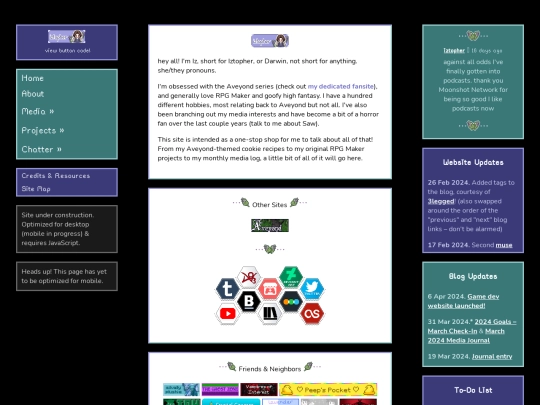 view button code!
Home
About
Media »
Projects »
Chatter »
Credits & Resources
Site Map
Site under construction.
Optimized for desktop
(mobile in progress) &
requires JavaScript.
Heads up! This page has yet
to be optimized for mobile.
hey all! I'm Iz, short for Iztopher, or Darwin, not short for anything.
she/they pronouns.
I'm obsessed with the Aveyond series (check out my dedicated fansite),
and generally love RPG Maker and goofy high fantasy. I have a hundred
different hobbies, most relating back to Aveyond but not all. I've also
been branching out my media interests and have become a bit of a horror
fan over the last couple years (talk to me about Saw).
This site is intended as a one-stop shop for me to talk about all of that!
From my Aveyond-themed cookie recipes to my original RPG Maker
projects to my monthly media log, a little bit of all of it will go here.
Other Sites
Aveyond
Friends & Neighbors
Peep's Pocket
Iztopher | 16 days ago
against all odds I've
finally gotten into
podcasts, thank you
Moonshot Network for
being so good I like
podcasts now
Website Updates
26 Feb 2024. Added tags to
the blog, courtesy of
3legged! (also swapped
around the order of the
"previous" and "next" blog
links – don't be alarmed)
17 Feb 2024. Second muse
Blog Updates
6 Apr 2024. Game dev
website launched!
31 Mar 2024.* 2024 Goals –
March Check-In & March
2024 Media Journal
19 Mar 2024. Journal entry
To-Do List